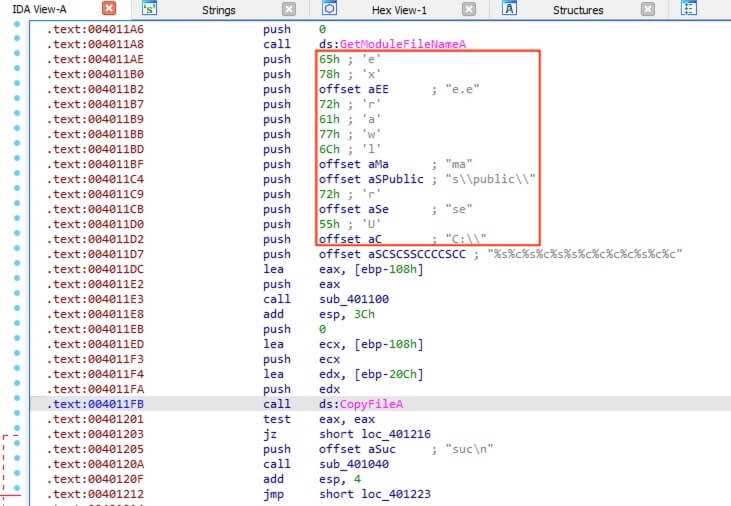 IDA View-A Strings Hex View-1 Structures
.text:004011A6 push 0
.text:004011A8 call ds:GetModuleFileNameA
.text:004011AE push 65h ; 'e'
.text:004011B0 push 78h ; 'x'
.text:004011B2 push offset aEE ; "e.e"
.text:004011B7 push 72h ; 'r'
.text:004011B9 push 61h ; 'a'
.text:004011BB push 77h ; 'w'
.text:004011BD push 6Ch ; 'l'
.text:004011BF push offset aMa ; "ma"
.text:004011C4 push offset aSPublic ; "s\\public\\"
.text:004011C9 push 72h ; 'r'
.text:004011CB push offset aSe ; "se"
.text:004011D0 push 55h ; 'U'
.text:004011D2 push offset aC ; "C:\\"
.text:004011D7 push offset aSCSCSSCCCCSCC ; "%s%c%s%c%s%s%c%c%c%c%s%c%c"
.text:004011DC lea eax, [ebp-108h]
.text:004011E2 push eax
.text:004011E3 call sub_401100
.text:004011E8 add esp, 3Ch
.text:004011EB push 0
.text:004011ED lea ecx, [ebp-108h]
.text:004011F3 push ecx
.text:004011F4 lea edx, [ebp-20Ch]
.text:004011FA push edx
.text:004011FB call ds:CopyFileA
.text:00401201 test eax, eax
.text:00401203 jz short loc_401216
.text:00401205 push offset aSuc ; "suc\n"
.text:0040120A call sub_401040
.text:0040120F add esp, 4
.text:00401212 jmp short loc_401223